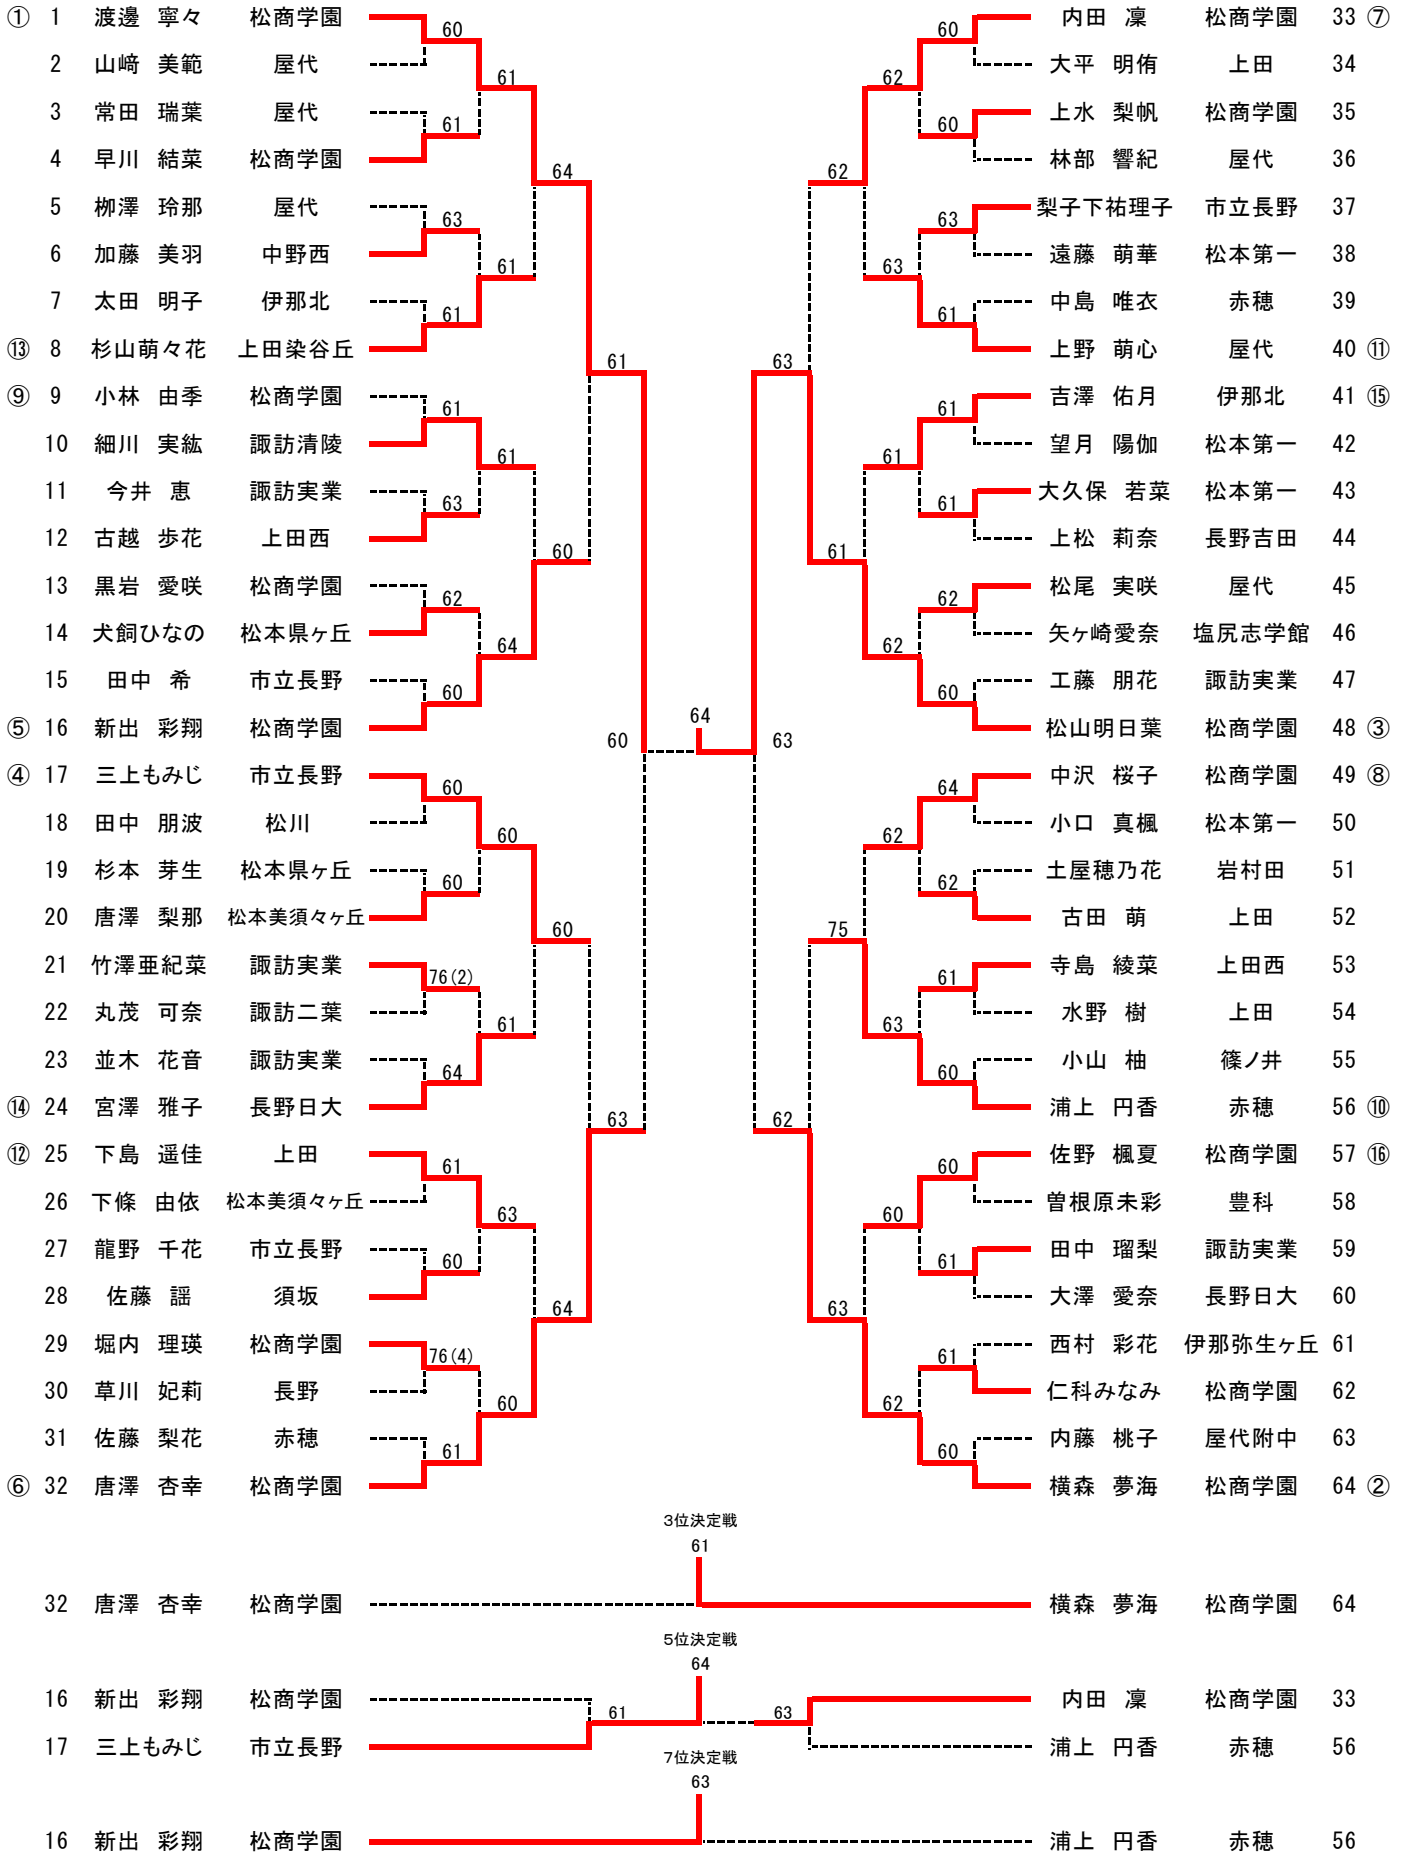 ① 1 渡邊 寧々 松商学園 内田 凜 松商学園 33 ⑦
60 60
2 山﨑 美範 屋代 大平 明侑 上田 34
61 62
3 常田 瑞葉 屋代 上水 梨帆 松商学園 35
61 60
4 早川 結菜 松商学園 林部 響紀 屋代 36
64 62
5 栁澤 玲那 屋代 梨子下祐理子 市立長野 37
63 63
6 加藤 美羽 中野西 遠藤 萌華 松本第一 38
61 63
7 太田 明子 伊那北 中島 唯衣 赤穂 39
61 61
⑬ 8 杉山萌々花 上田染谷丘 上野 萌心 屋代 40 ⑪
61 63
⑨ 9 小林 由季 松商学園 吉澤 佑月 伊那北 41 ⑮
61 61
10 細川 実紘 諏訪清陵 望月 陽伽 松本第一 42
61 61
11 今井 恵 諏訪実業 大久保 若菜 松本第一 43
63 61
12 古越 歩花 上田西 上松 莉奈 長野吉田 44
60 61
13 黒岩 愛咲 松商学園 松尾 実咲 屋代 45
62 62
14 犬飼ひなの 松本県ヶ丘 矢ヶ崎愛奈 塩尻志学館 46
64 62
15 田中 希 市立長野 工藤 朋花 諏訪実業 47
60 60
⑤ 16 新出 彩翔 松商学園 64 松山明日葉 松商学園 48 ③
60 63
④ 17 三上もみじ 市立長野 中沢 桜子 松商学園 49 ⑧
60 64
18 田中 朋波 松川 小口 真楓 松本第一 50
60 62
19 杉本 芽生 松本県ヶ丘 土屋穂乃花 岩村田 51
60 62
20 唐澤 梨那 松本美須々ヶ丘 古田 萌 上田 52
60 75
21 竹澤亜紀菜 諏訪実業 寺島 綾菜 上田西 53
76(2) 61
22 丸茂 可奈 諏訪二葉 水野 樹 上田 54
61 63
23 並木 花音 諏訪実業 小山 柚 篠ノ井 55
64 60
⑭ 24 宮澤 雅子 長野日大 浦上 円香 赤穂 56 ⑩
63 62
⑫ 25 下島 遥佳 上田 佐野 楓夏 松商学園 57 ⑯
61 60
26 下條 由依 松本美須々ヶ丘 曽根原未彩 豊科 58
63 60
27 龍野 千花 市立長野 田中 瑠梨 諏訪実業 59
60 61
28 佐藤 謡 須坂 大澤 愛奈 長野日大 60
64 63
29 堀内 理瑛 松商学園 西村 彩花 伊那弥生ヶ丘 61
76(4) 61
30 草川 妃莉 長野 仁科みなみ 松商学園 62
60 62
31 佐藤 梨花 赤穂 内藤 桃子 屋代附中 63
61 60
⑥ 32 唐澤 杏幸 松商学園 横森 夢海 松商学園 64 ②
3位決定戦
61
32 唐澤 杏幸 松商学園 横森 夢海 松商学園 64
5位決定戦
64
16 新出 彩翔 松商学園 内田 凜 松商学園 33
61 63
17 三上もみじ 市立長野 浦上 円香 赤穂 56
7位決定戦
63
16 新出 彩翔 松商学園 浦上 円香 赤穂 56